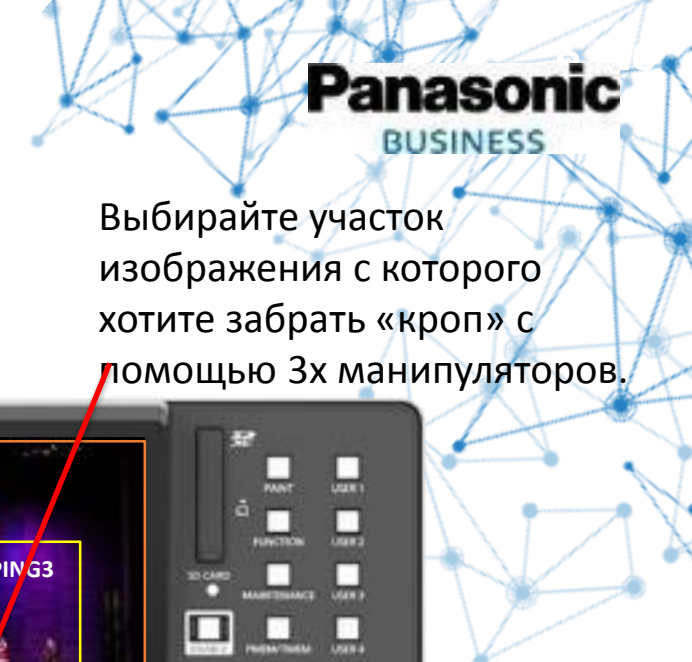 Panasonic
BUSINESS
Выбирайте участок
изображения с которого
хотите забрать «кроп» с
помощью 3х манипуляторов.
PAINT USER 1
FUNCTION USER 2
PING3
SD CARD
MAINTENANCE USER 3
USER 4